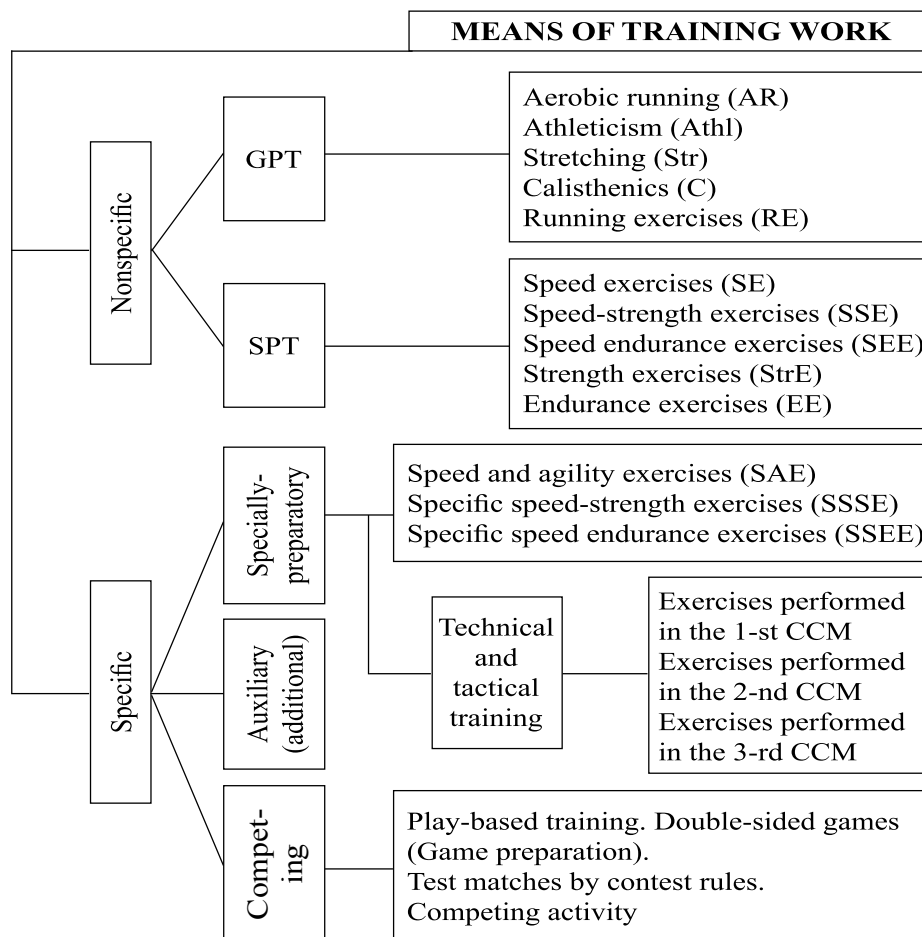 MEANS OF TRAINING WORK
Nonspecific
GPT
Aerobic running (AR)
Athleticism (Athl)
Stretching (Str)
Calisthenics (C)
Running exercises (RE)
SPT
Speed exercises (SE)
Speed-strength exercises (SSE)
Speed endurance exercises (SEE)
Strength exercises (StrE)
Endurance exercises (EE)
Specific
Specially-
preparatory
Speed and agility exercises (SAE)
Specific speed-strength exercises (SSSE)
Specific speed endurance exercises (SSEE)
Technical
and
tactical
training
Exercises performed
in the 1-st CCM
Exercises performed
in the 2-nd CCM
Exercises performed
in the 3-rd CCM
Auxiliary
(additional)
Compet-
ing
Play-based training. Double-sided games
(Game preparation).
Test matches by contest rules.
Competing activity